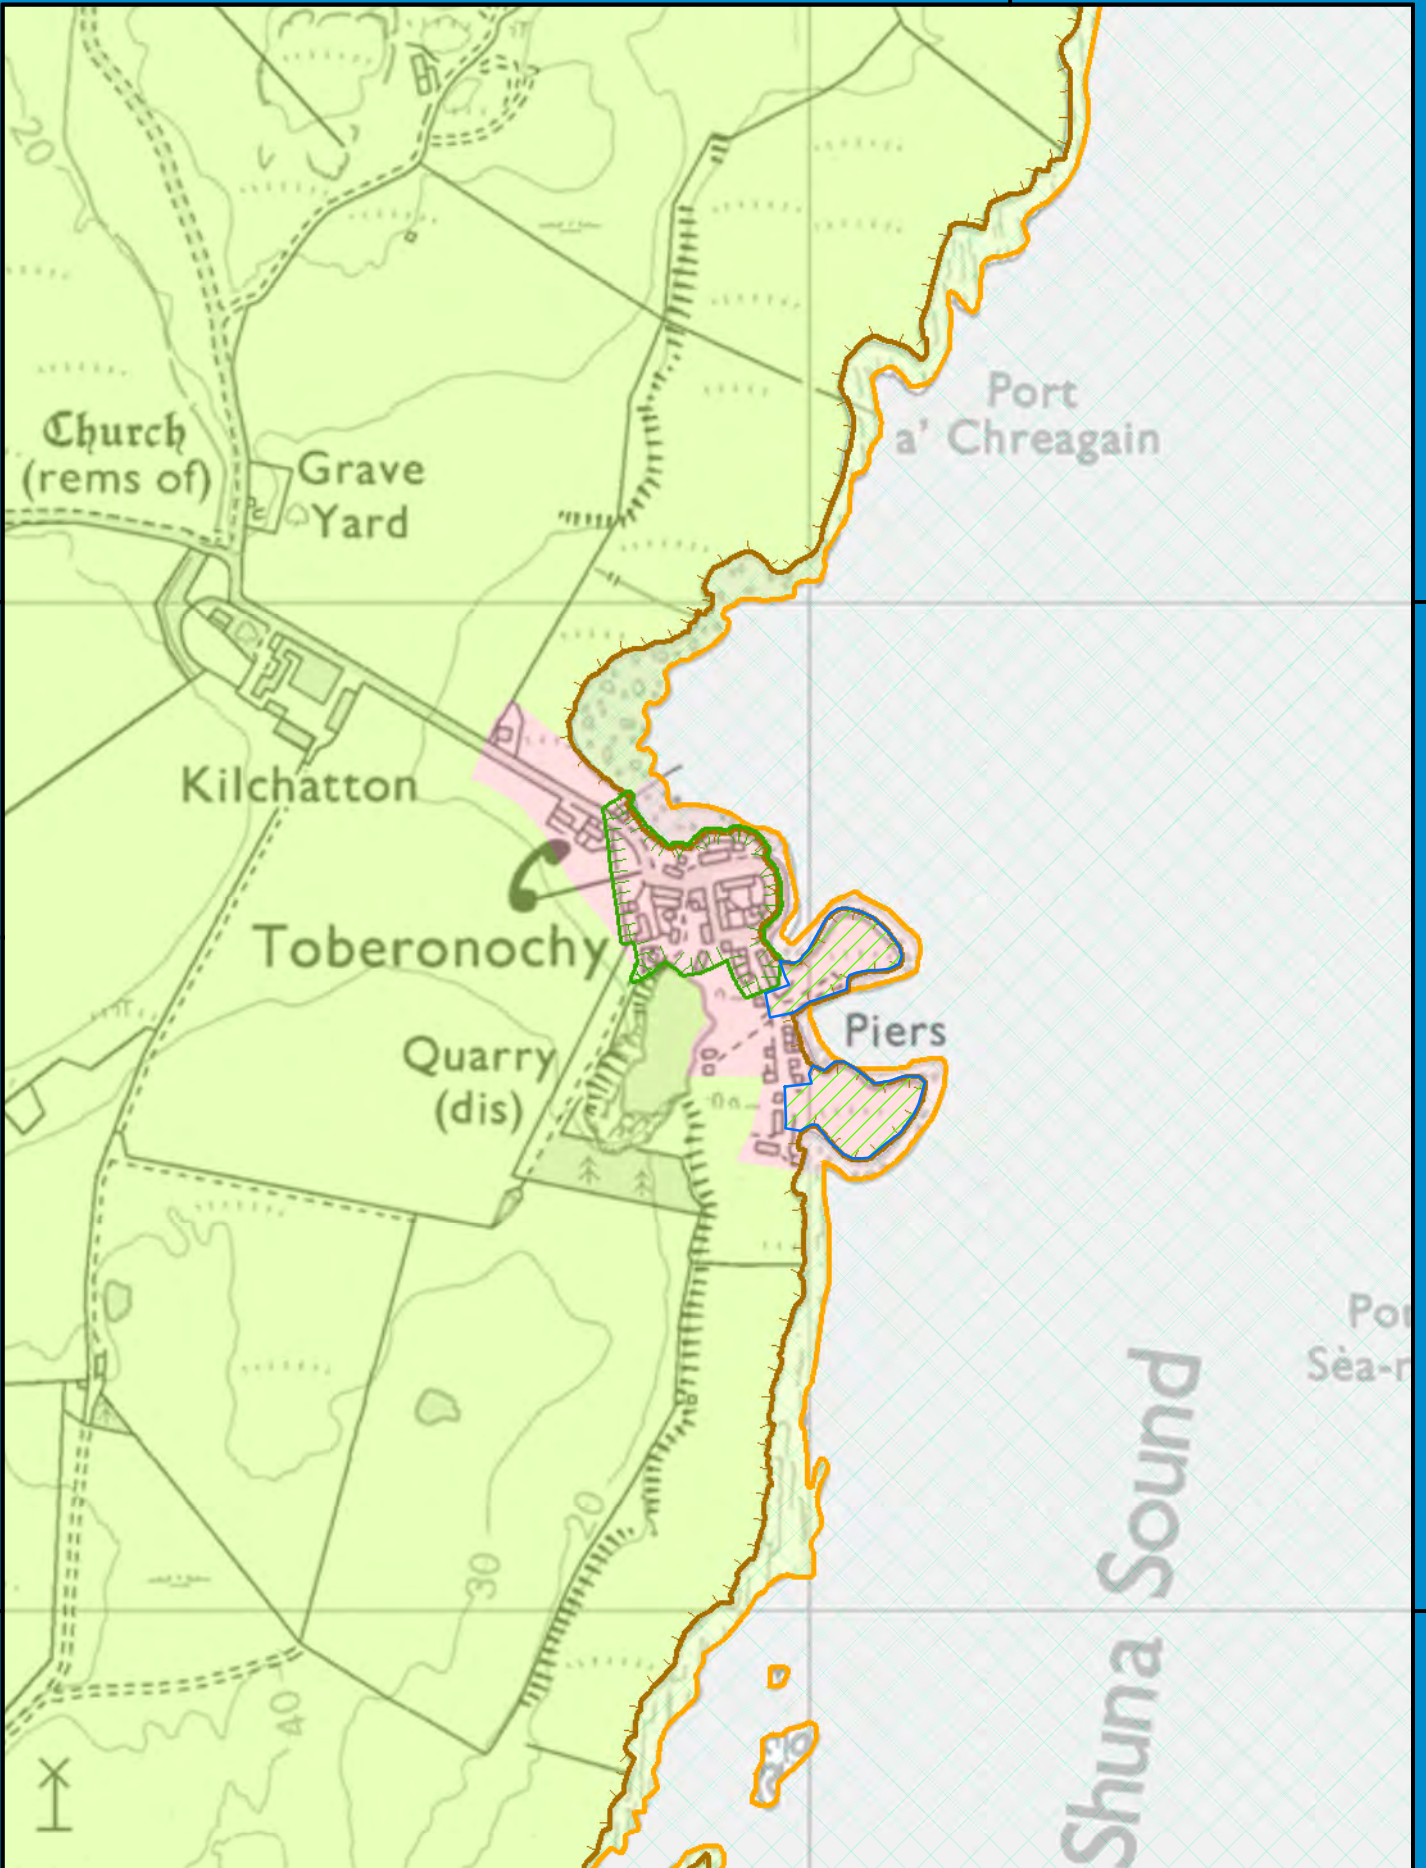 20
Port
a' Chreagain
Church
(rems of)
Grave
Yard
Kilchatton
Toberonochy
Piers
Quarry
(dis)
Shuna Sound
20
30
40